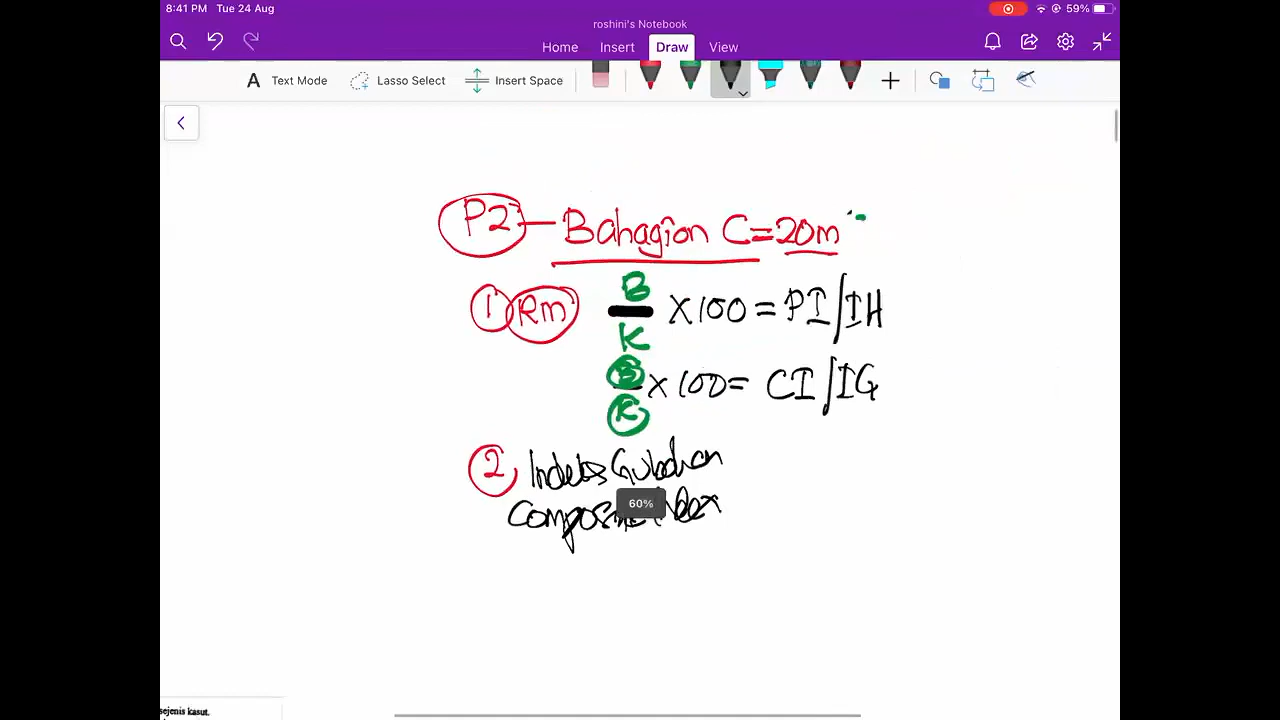 8:41 PM Tue 24 Aug 59%
roshini's Notebook
Home Insert Draw View
A Text Mode Lasso Select Insert Space
P2 - Bahagian C = 20m
1 Rm B/K x 100 = PI/IH
B/K x 100 = CI/IG
2 Indeks Gubahan
Composite Index
60%
sejenis kasut.